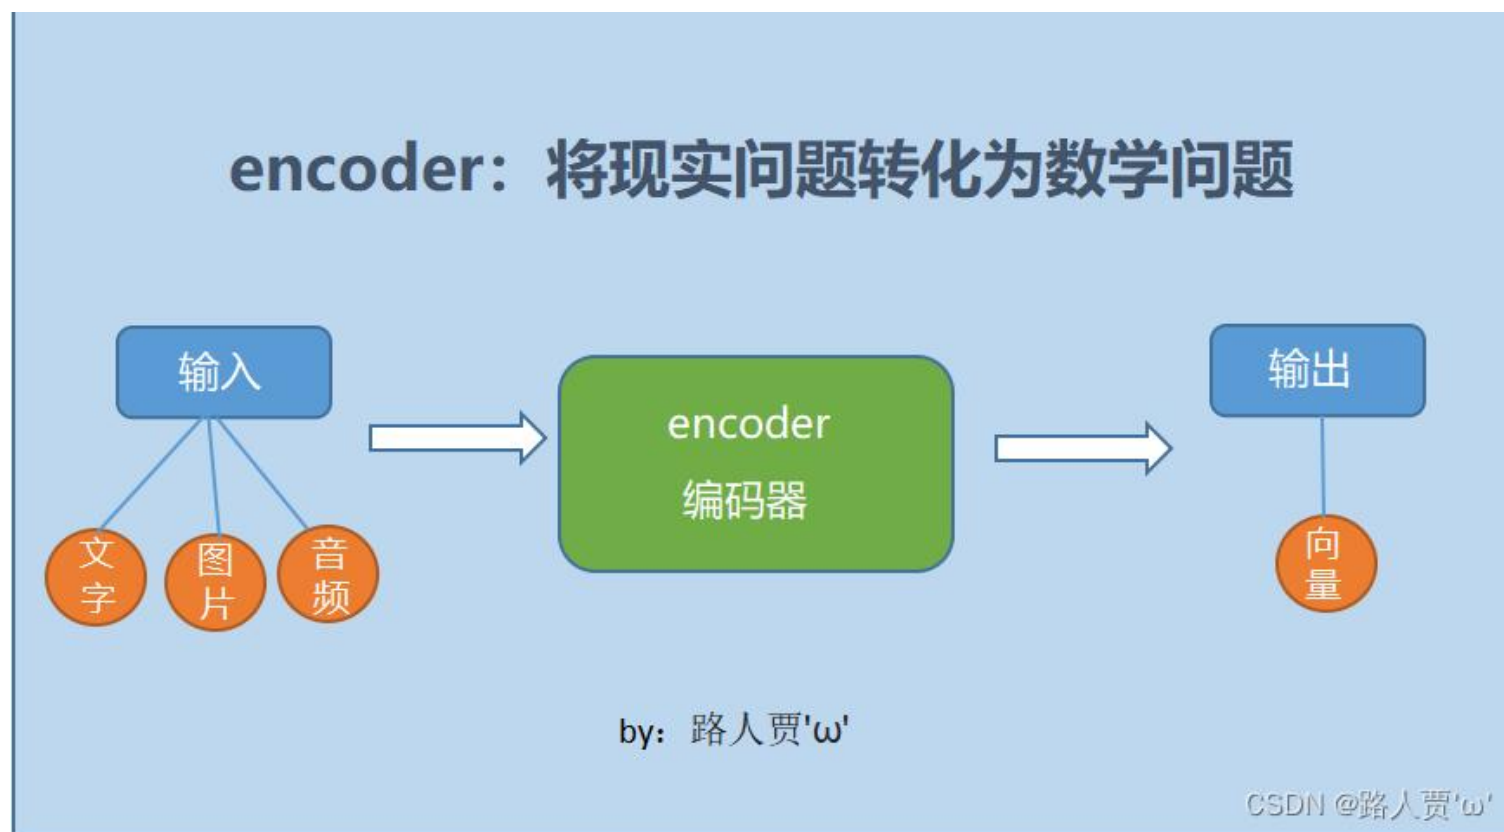 encoder：将现实问题转化为数学问题
输入
输出
encoder
编码器
文
字
图
片
音
频
向
量
by：路人贾'ω'
CSDN @路人贾'ω'